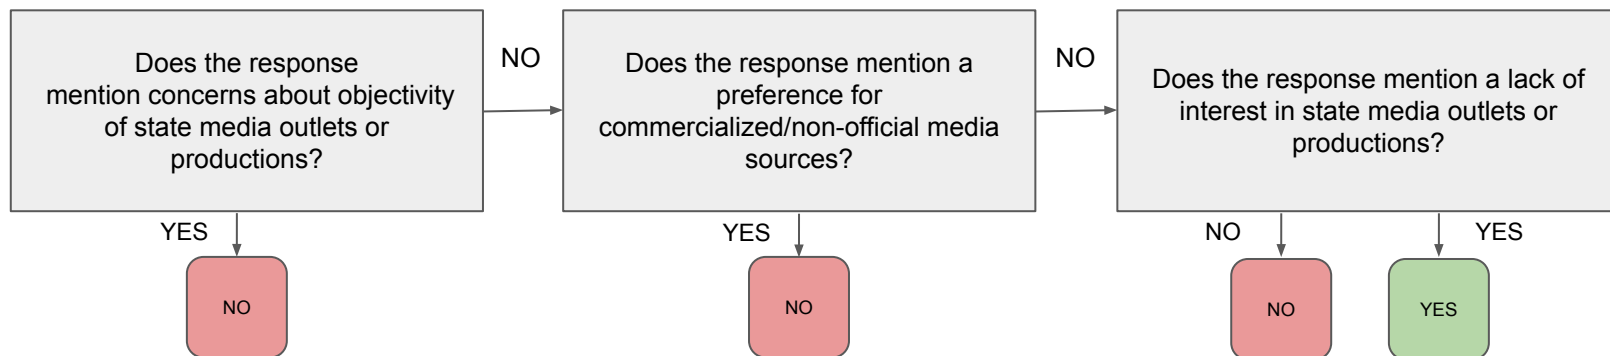 Does the response
mention concerns about objectivity
of state media outlets or
productions?
YES
NO
NO
Does the response mention a
preference for
commercialized/non-official media
sources?
YES
NO
NO
Does the response mention a lack of
interest in state media outlets or
productions?
NO
YES
NO
YES